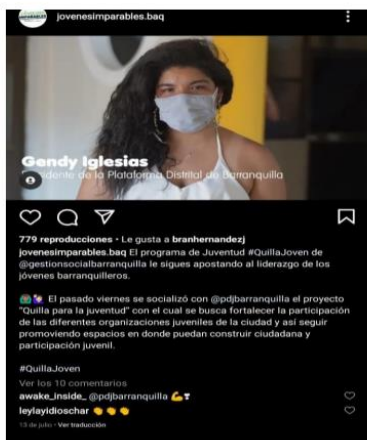 jovenesimparables.baq
Gendy Iglesias
Presidente de la Plataforma Distrital de Barranquilla
779 reproducciones • Le gusta a branhernandezj
jovenesimparables.baq El programa de Juventud #QuillaJoven de
@gestionsocialbarranquilla le sigues apostando al liderazgo de los
jóvenes barranquilleros.
El pasado viernes se socializó con @pdjbarranquilla el proyecto
"Quilla para la juventud" con el cual se busca fortalecer la participación
de las diferentes organizaciones juveniles de la ciudad y así seguir
promoviendo espacios en donde puedan construir ciudadana y
participación juvenil.
#QuillaJoven
Ver los 10 comentarios
awake_inside_ @pdjbarranquilla 💪❣
leylayidioschar 👏👏👏
13 de julio • Ver traducción